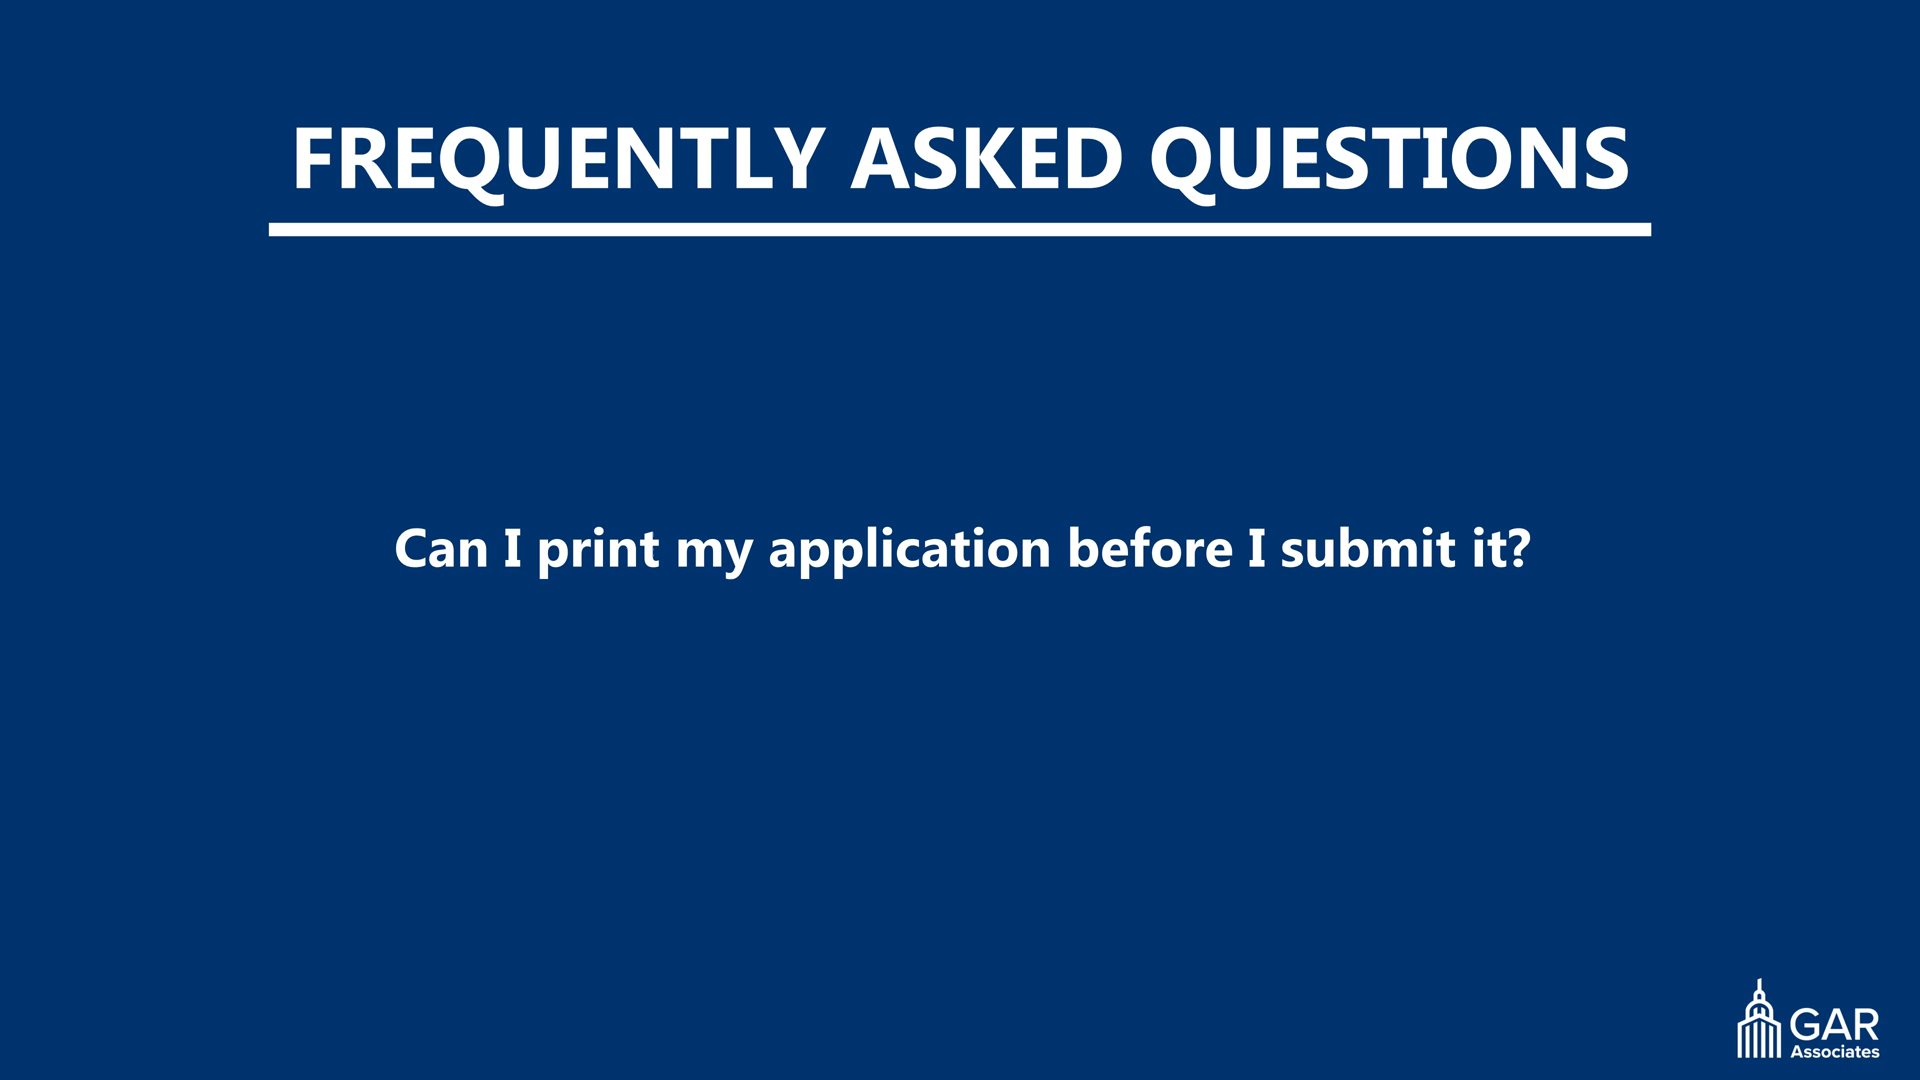 FREQUENTLY ASKED QUESTIONS
Can I print my application before I submit it?
GAR
Associates